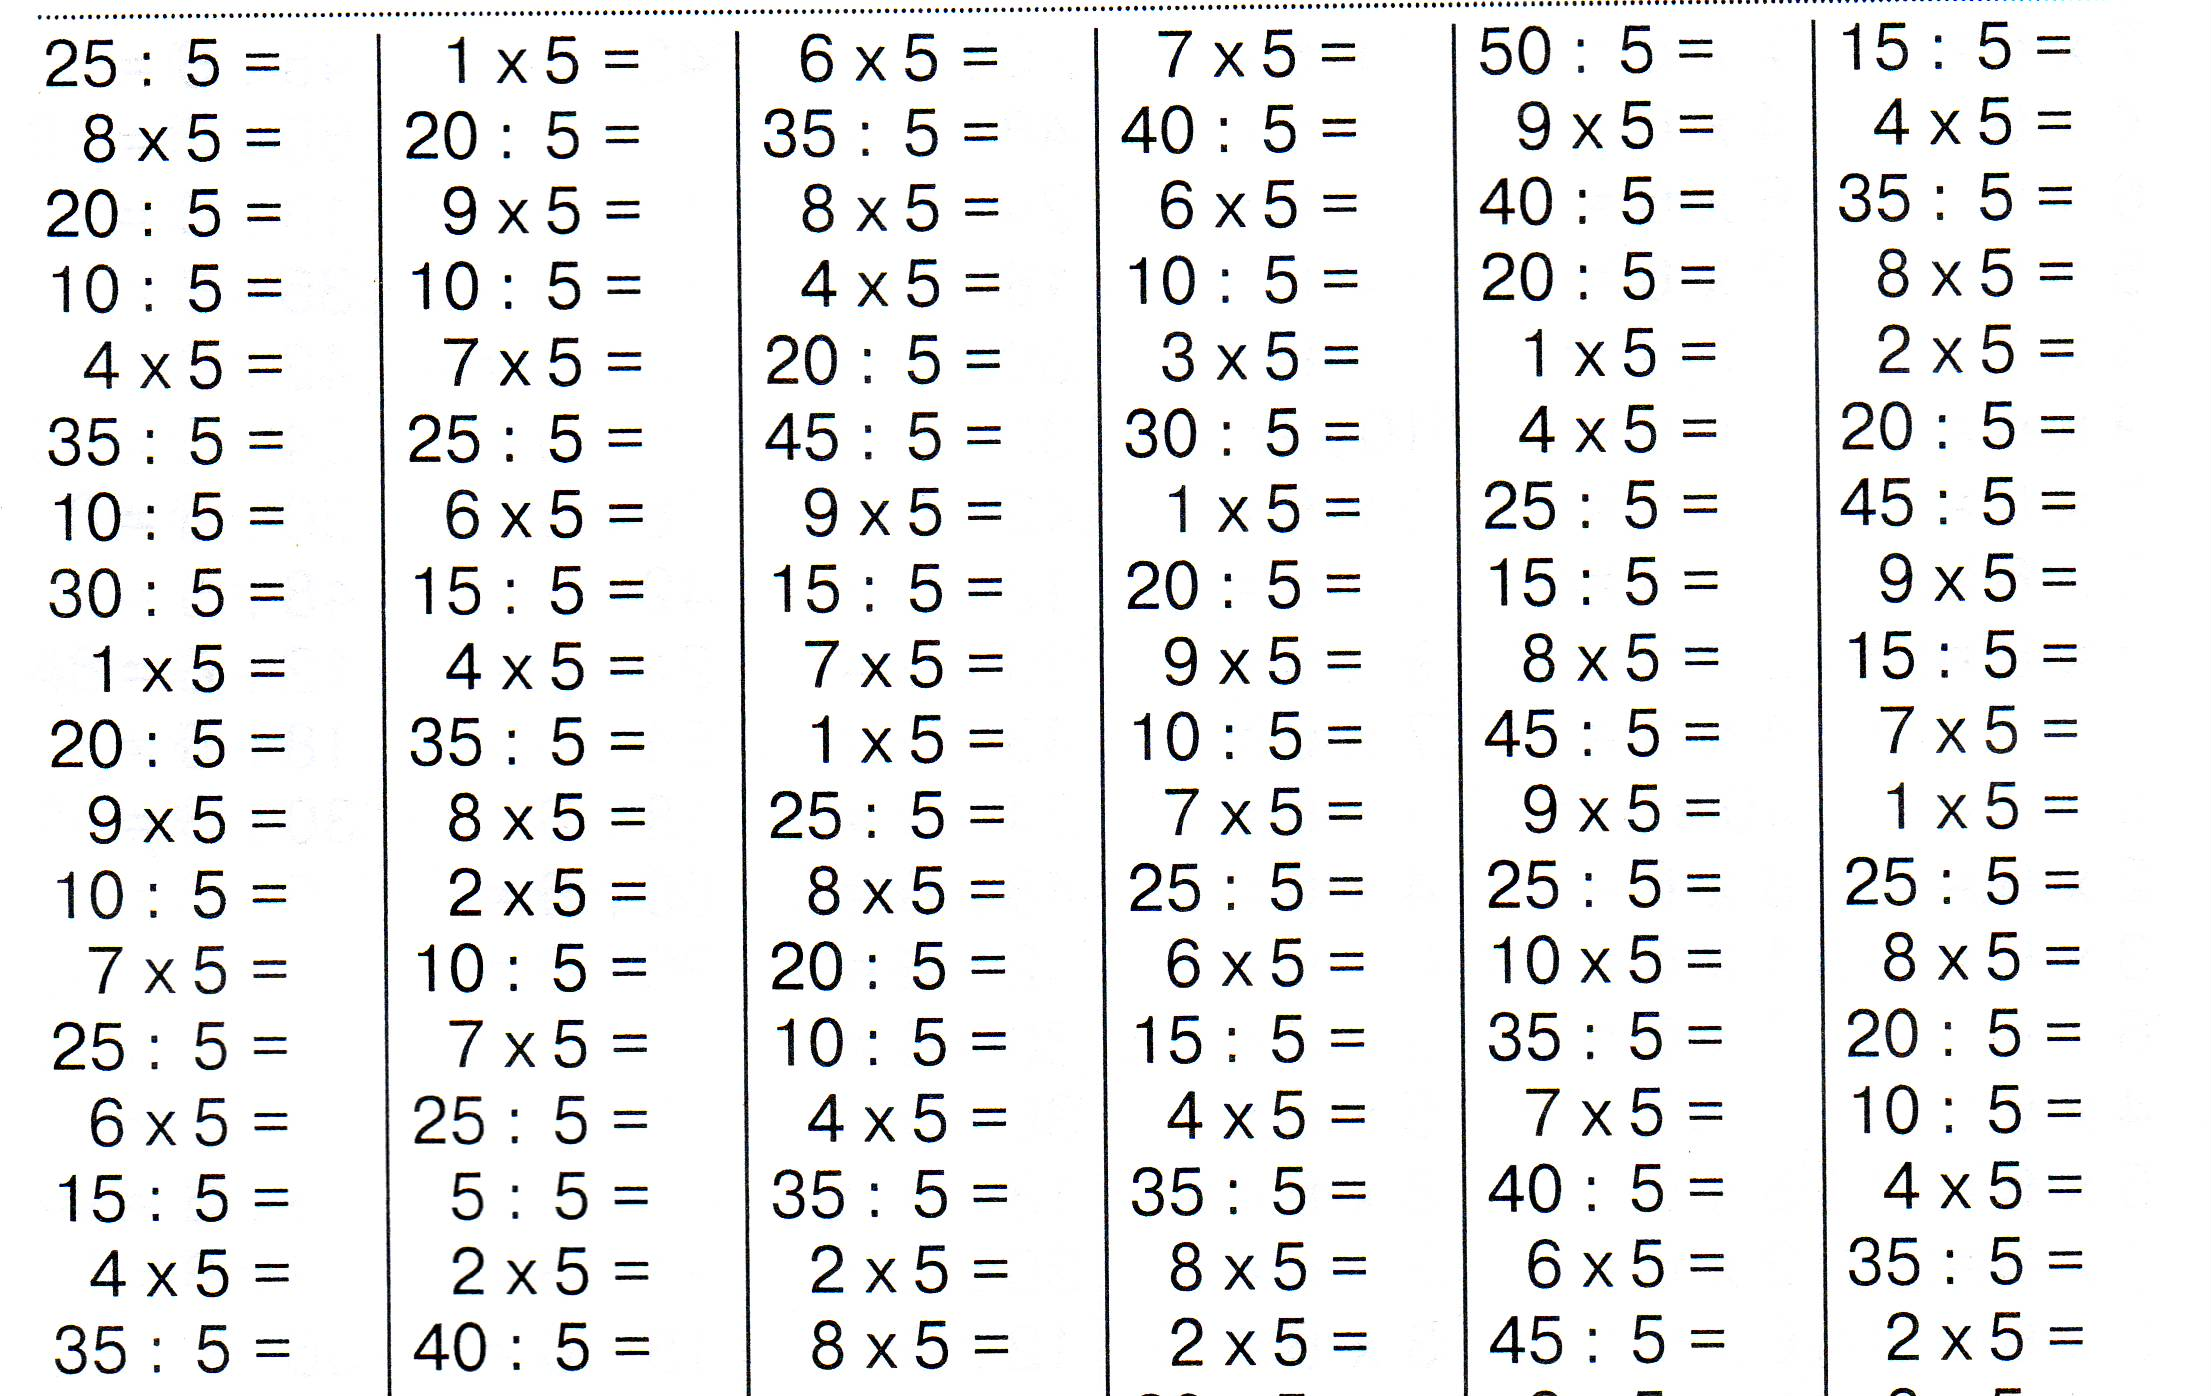 25 : 5 =
8 x 5 =
20 : 5 =
10 : 5 =
4 x 5 =
35 : 5 =
10 : 5 =
30 : 5 =
1 x 5 =
20 : 5 =
9 x 5 =
10 : 5 =
7 x 5 =
25 : 5 =
6 x 5 =
15 : 5 =
4 x 5 =
35 : 5 =
1 x 5 =
20 : 5 =
9 x 5 =
10 : 5 =
7 x 5 =
25 : 5 =
6 x 5 =
15 : 5 =
4 x 5 =
35 : 5 =
8 x 5 =
2 x 5 =
10 : 5 =
7 x 5 =
25 : 5 =
5 : 5 =
2 x 5 =
40 : 5 =
6 x 5 =
35 : 5 =
8 x 5 =
4 x 5 =
20 : 5 =
45 : 5 =
9 x 5 =
15 : 5 =
7 x 5 =
1 x 5 =
25 : 5 =
8 x 5 =
20 : 5 =
10 : 5 =
4 x 5 =
35 : 5 =
2 x 5 =
8 x 5 =
7 x 5 =
40 : 5 =
6 x 5 =
10 : 5 =
3 x 5 =
30 : 5 =
1 x 5 =
20 : 5 =
9 x 5 =
10 : 5 =
7 x 5 =
25 : 5 =
6 x 5 =
15 : 5 =
4 x 5 =
35 : 5 =
8 x 5 =
2 x 5 =
50 : 5 =
9 x 5 =
40 : 5 =
20 : 5 =
1 x 5 =
4 x 5 =
25 : 5 =
15 : 5 =
8 x 5 =
45 : 5 =
9 x 5 =
25 : 5 =
10 x 5 =
35 : 5 =
7 x 5 =
40 : 5 =
6 x 5 =
45 : 5 =
15 : 5 =
4 x 5 =
35 : 5 =
8 x 5 =
2 x 5 =
20 : 5 =
45 : 5 =
9 x 5 =
15 : 5 =
7 x 5 =
1 x 5 =
25 : 5 =
8 x 5 =
20 : 5 =
10 : 5 =
4 x 5 =
35 : 5 =
2 x 5 =